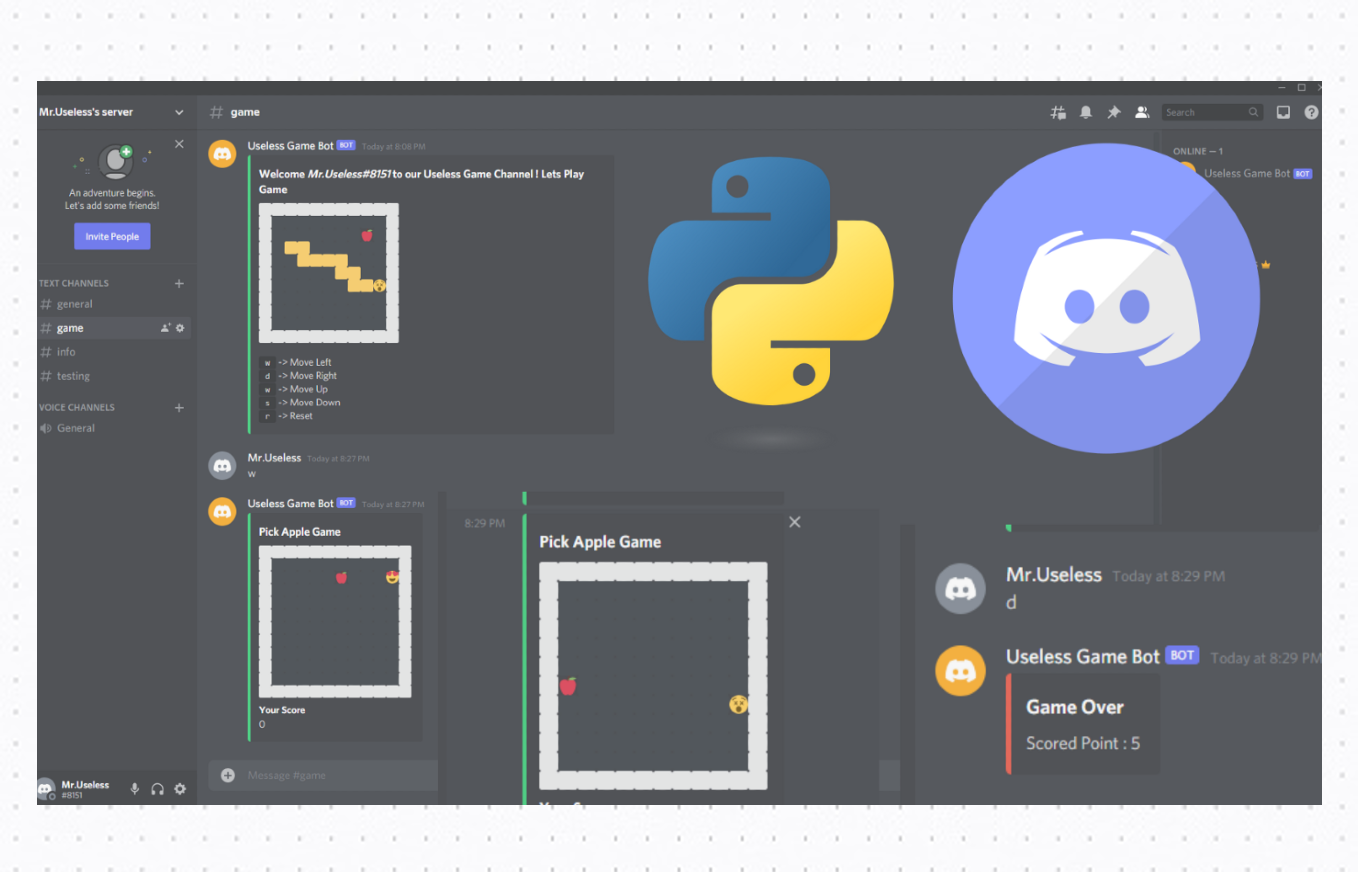 Mr.Useless's server
game
Search
An adventure begins.
Let's add some friends!
Invite People
TEXT CHANNELS
general
game
info
testing
VOICE CHANNELS
General
Useless Game Bot BOT Today at 8:08 PM
Welcome Mr.Useless#8151 to our Useless Game Channel ! Lets Play
Game
w -> Move Left
d -> Move Right
w -> Move Up
s -> Move Down
r -> Reset
Mr.Useless Today at 8:27 PM
w
Useless Game Bot BOT Today at 8:27 PM
Pick Apple Game
Your Score
0
Message #game
Mr.Useless
#8151
8:29 PM
Pick Apple Game
ONLINE — 1
Useless Game Bot BOT
Mr.Useless Today at 8:29 PM
d
Useless Game Bot BOT Today at 8:29 PM
Game Over
Scored Point : 5